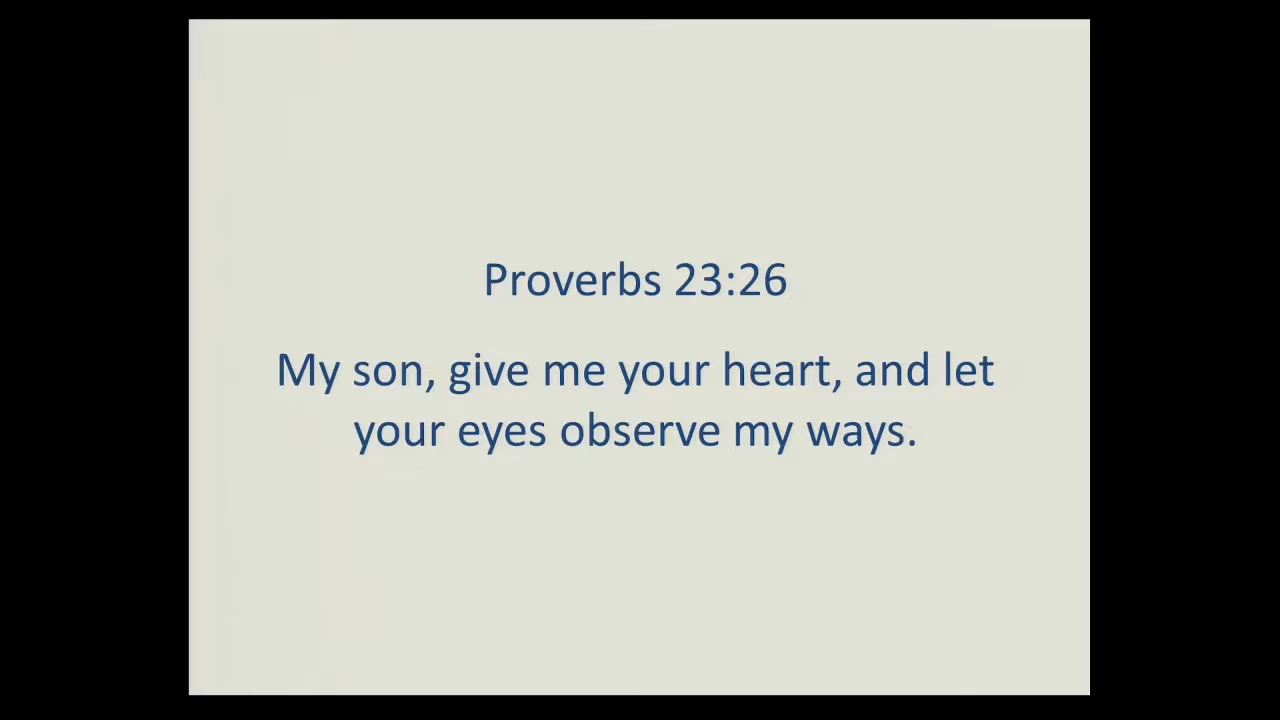 Proverbs 23:26
My son, give me your heart, and let
your eyes observe my ways.